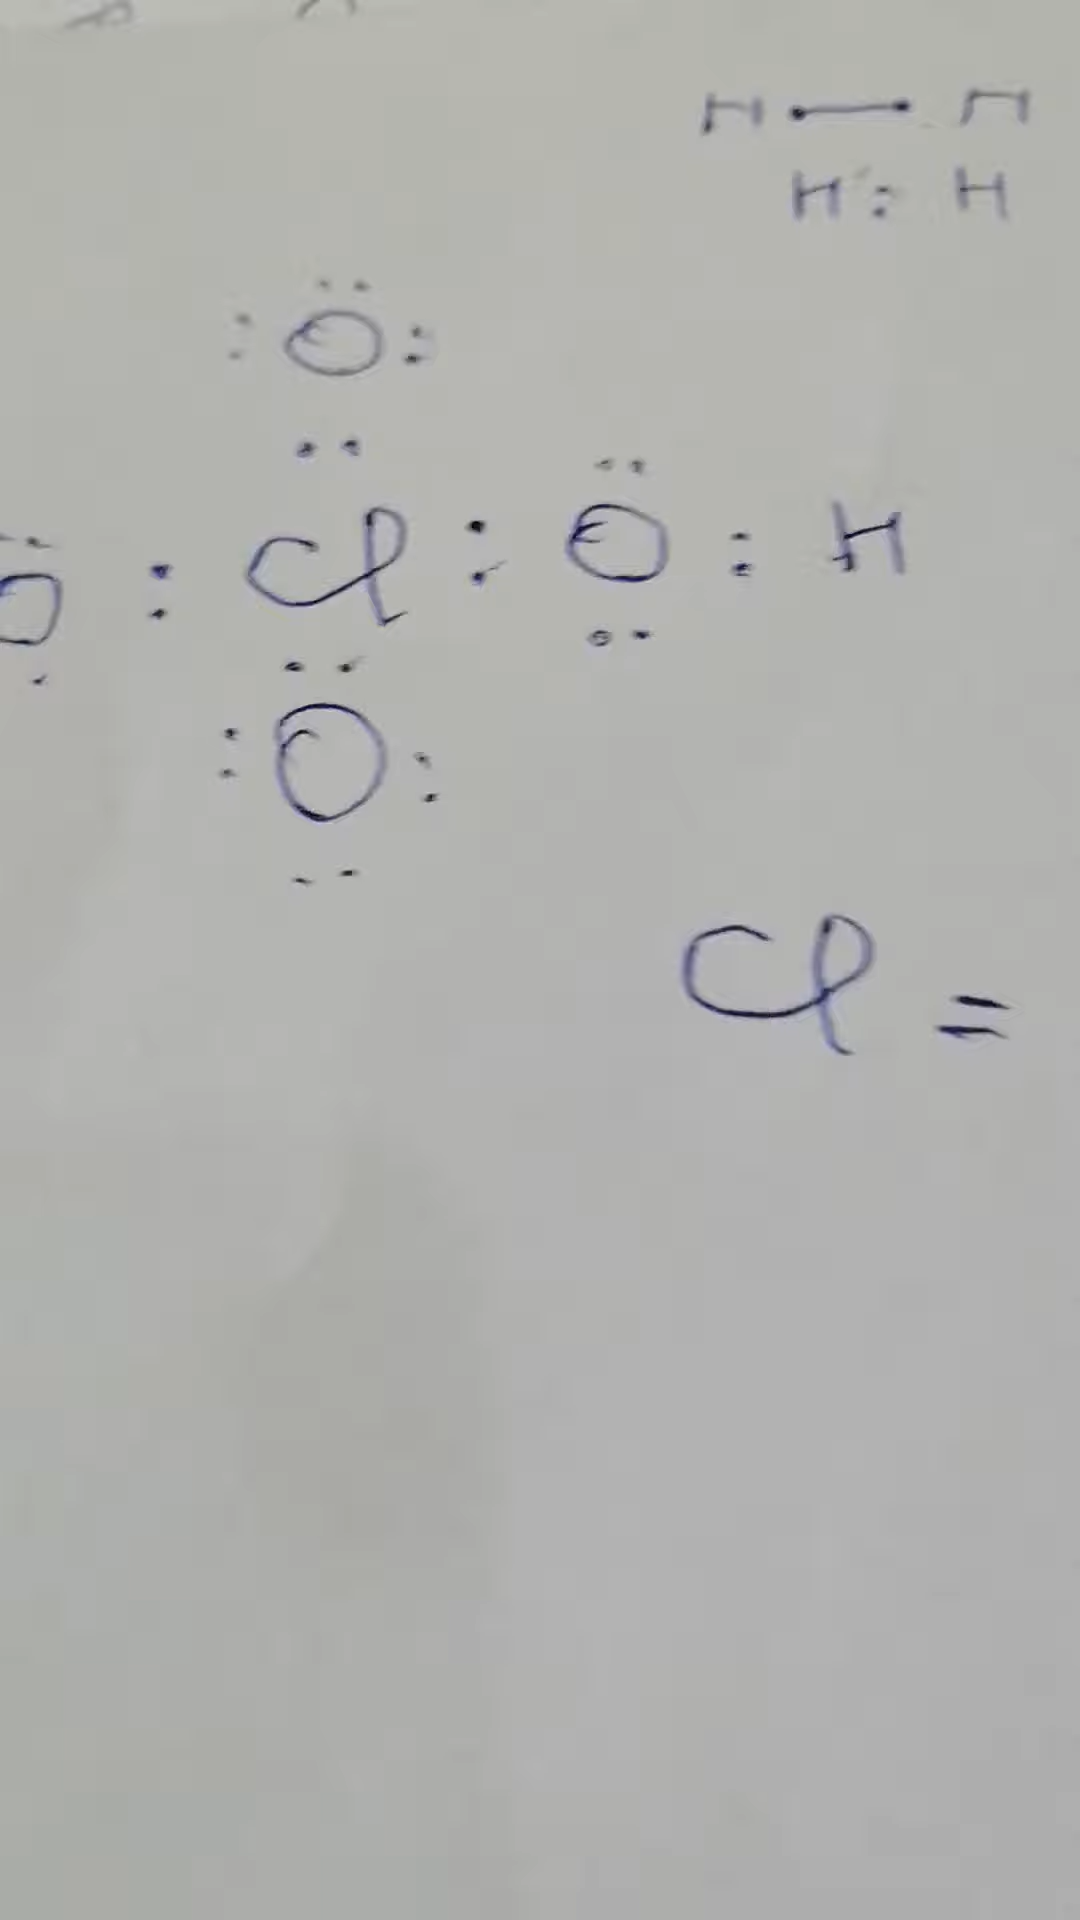 H — H
H : H
O
O : Cl : O : H
O
Cl =